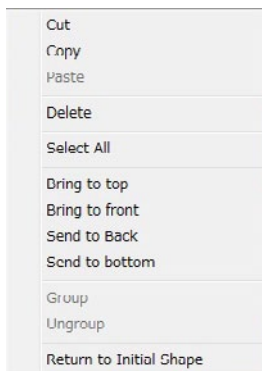 Cut
Copy
Paste
Delete
Select All
Bring to top
Bring to front
Send to Back
Send to bottom
Group
Ungroup
Return to Initial Shape